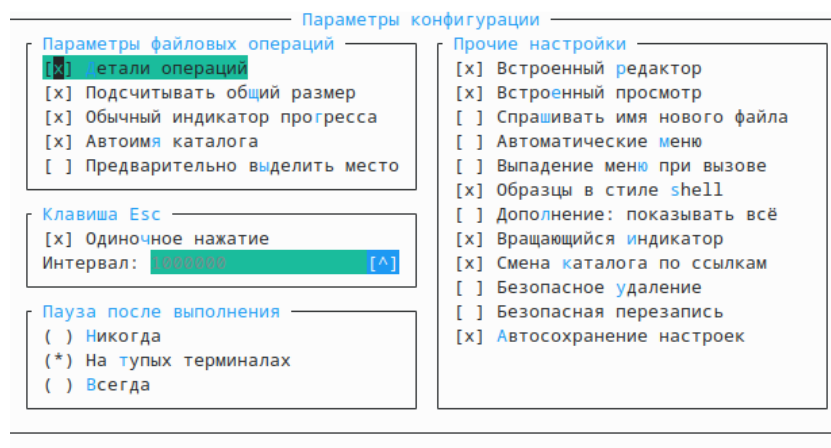 Параметры конфигурации
Параметры файловых операций
[x] Детали операций
[x] Подсчитывать общий размер
[x] Обычный индикатор прогресса
[x] Автоимя каталога
[ ] Предварительно выделить место
Клавиша Esc
[x] Одиночное нажатие
Интервал: 1000000 [^]
Пауза после выполнения
( ) Никогда
(*) На тупых терминалах
( ) Всегда
Прочие настройки
[x] Встроенный редактор
[x] Встроенный просмотр
[ ] Спрашивать имя нового файла
[ ] Автоматические меню
[ ] Выпадение меню при вызове
[x] Образцы в стиле shell
[ ] Дополнение: показывать всё
[x] Вращающийся индикатор
[x] Смена каталога по ссылкам
[ ] Безопасное удаление
[ ] Безопасная перезапись
[x] Автосохранение настроек